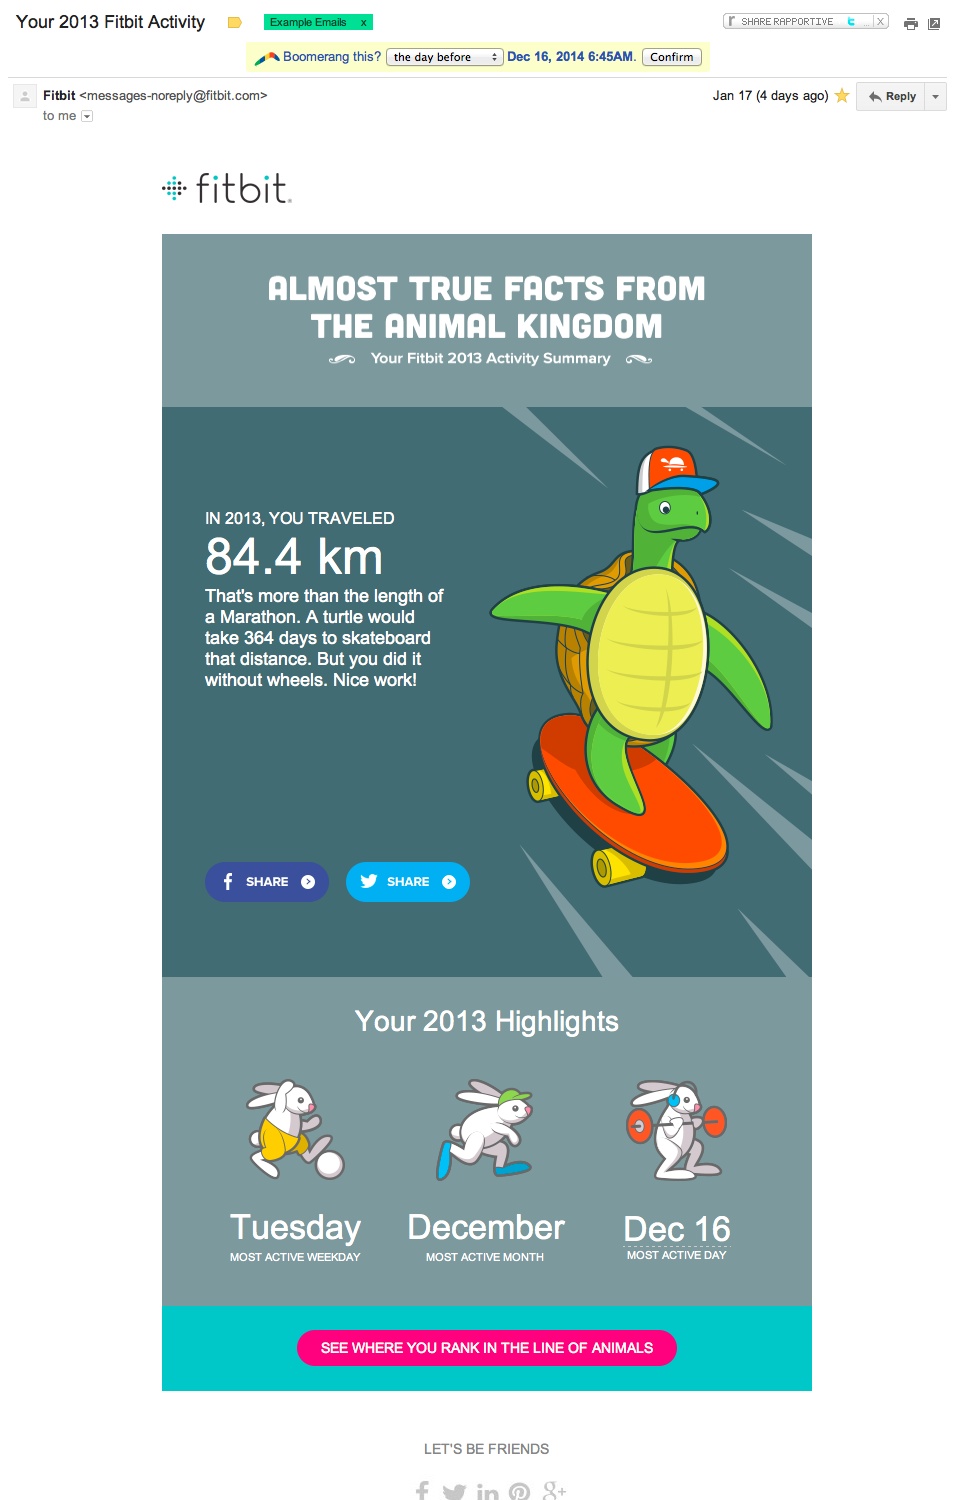 Your 2013 Fitbit Activity
Example Emails x
SHARE RAPPORTIVE ... X
Boomerang this? the day before Dec 16, 2014 6:45AM. Confirm
Fitbit <messages-noreply@fitbit.com>
Jan 17 (4 days ago)
Reply
to me
fitbit.
ALMOST TRUE FACTS FROM
THE ANIMAL KINGDOM
Your Fitbit 2013 Activity Summary
IN 2013, YOU TRAVELED
84.4 km
That's more than the length of
a Marathon. A turtle would
take 364 days to skateboard
that distance. But you did it
without wheels. Nice work!
SHARE
SHARE
Your 2013 Highlights
Tuesday
MOST ACTIVE WEEKDAY
December
MOST ACTIVE MONTH
Dec 16
MOST ACTIVE DAY
SEE WHERE YOU RANK IN THE LINE OF ANIMALS
LET'S BE FRIENDS